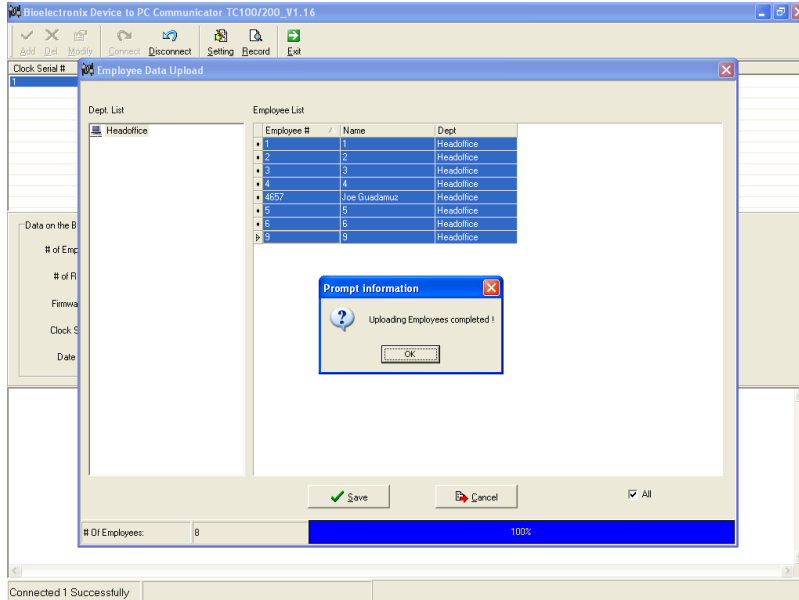 Bioelectronix Device to PC Communicator TC100/200_V1.16
Add Del. Modify Connect Disconnect Setting Record Exit
Clock Serial #
1
Employee Data Upload
Dept. List
Employee List
Headoffice
Employee # Name Dept
1 1 Headoffice
2 2 Headoffice
3 3 Headoffice
4 4 Headoffice
4657 Joe Guadamuz Headoffice
5 5 Headoffice
6 6 Headoffice
9 9 Headoffice
Data on the B
# of Emp
# of R
Firmwa
Clock S
Date
Prompt information
Uploading Employees completed !
OK
Save
Cancel
All
# Of Employees: 8 100%
Connected 1 Successfully